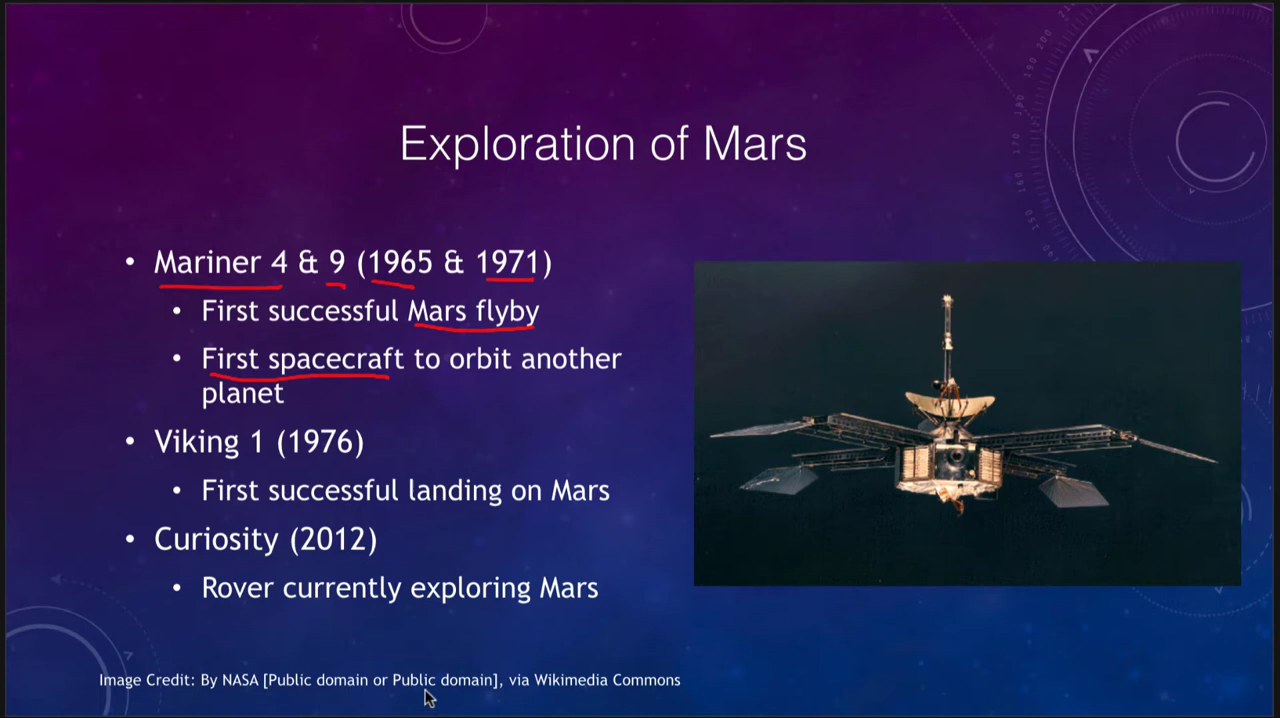 Exploration of Mars
• Mariner 4 & 9 (1965 & 1971)
• First successful Mars flyby
• First spacecraft to orbit another
planet
• Viking 1 (1976)
• First successful landing on Mars
• Curiosity (2012)
• Rover currently exploring Mars
Image Credit: By NASA [Public domain or Public domain], via Wikimedia Commons